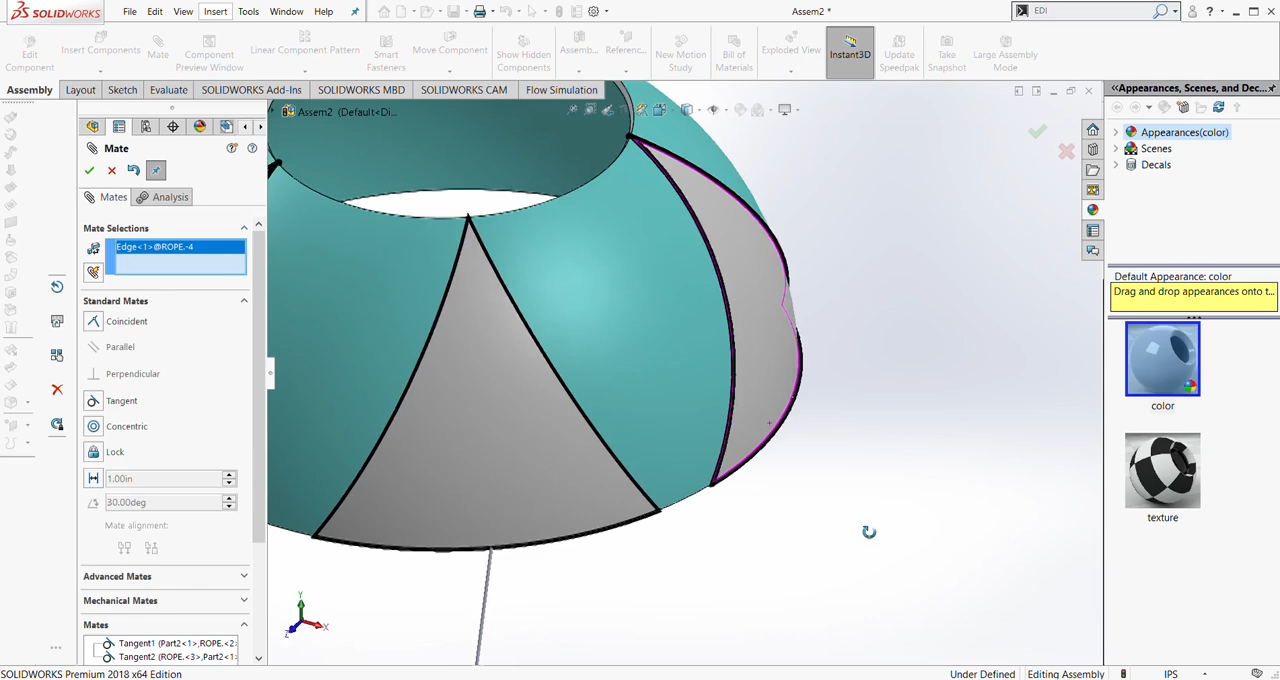 SOLIDWORKS
File Edit View Insert Tools Window Help
Assem2 *
EDI
Edit Component
Insert Components
Mate
Component Preview Window
Linear Component Pattern
Smart Fasteners
Move Component
Show Hidden Components
Assemb...
Referenc...
New Motion Study
Bill of Materials
Exploded View
Instant3D
Update Speedpak
Take Snapshot
Large Assembly Mode
Assembly Layout Sketch Evaluate SOLIDWORKS Add-Ins SOLIDWORKS MBD SOLIDWORKS CAM Flow Simulation
Appearances, Scenes, and Dec...
Assem2 (Default<Di...
Mate
Mates Analysis
Mate Selections
Edge<1>@ROPE.-4
Standard Mates
Coincident
Parallel
Perpendicular
Tangent
Concentric
Lock
1.00in
30.00deg
Mate alignment:
Advanced Mates
Mechanical Mates
Mates
Tangent1 (Part2<1>,ROPE.<2>
Tangent2 (ROPE.<3>,Part2<1>
Y
X
Z
Appearances(color)
Scenes
Decals
Default Appearance: color
Drag and drop appearances onto t...
color
texture
SOLIDWORKS Premium 2018 x64 Edition
Under Defined
Editing Assembly
IPS